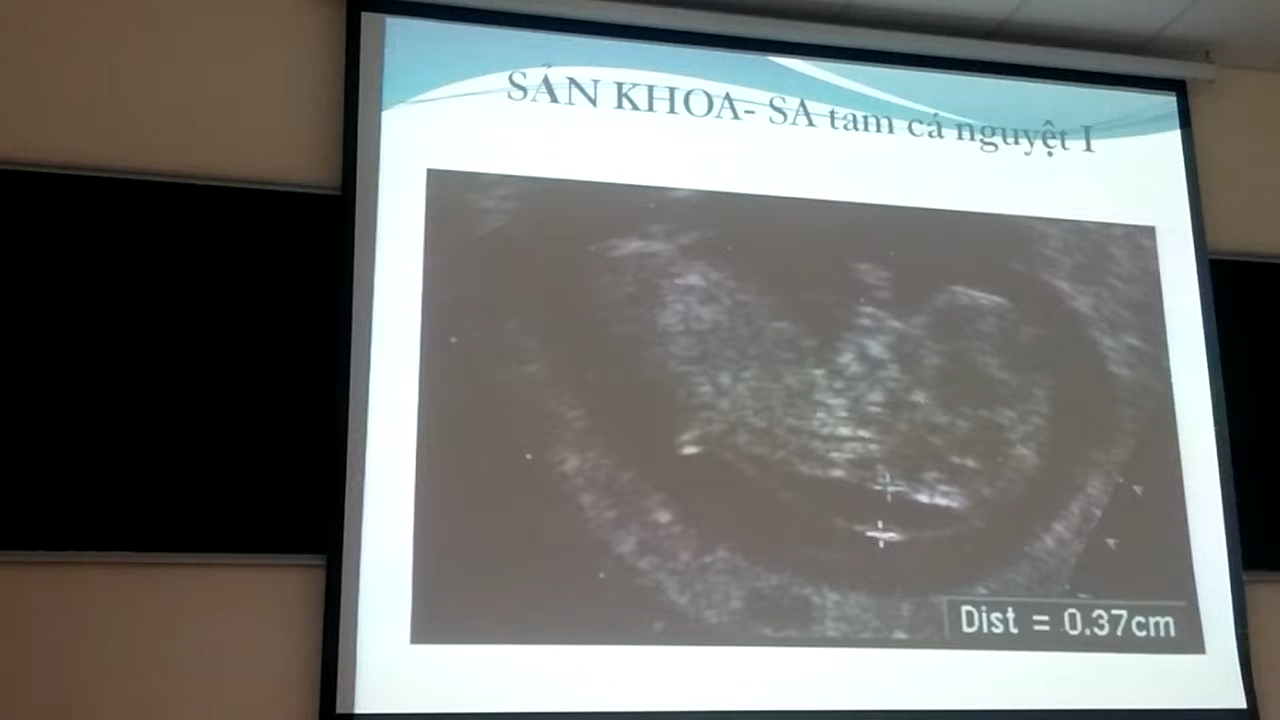 SẢN KHOA- SA tam cá nguyệt I
Dist = 0.37cm